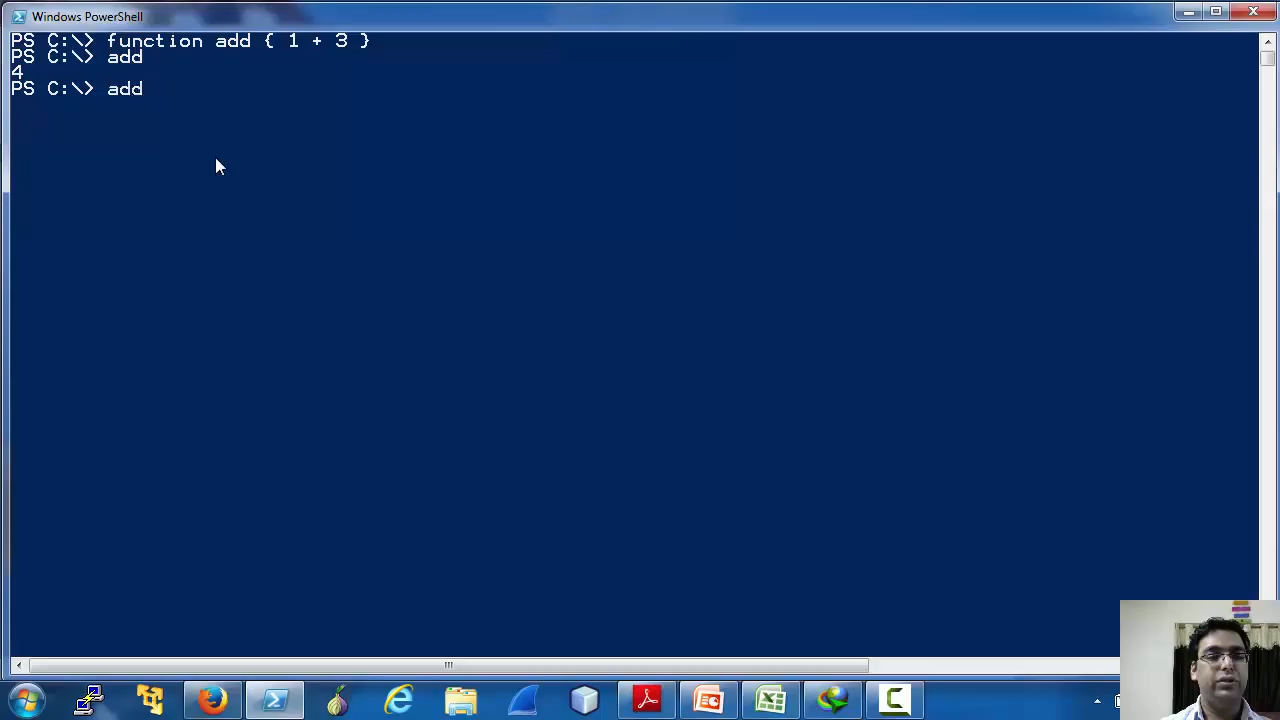 Windows PowerShell
PS C:\> function add { 1 + 3 }
PS C:\> add
4
PS C:\> add